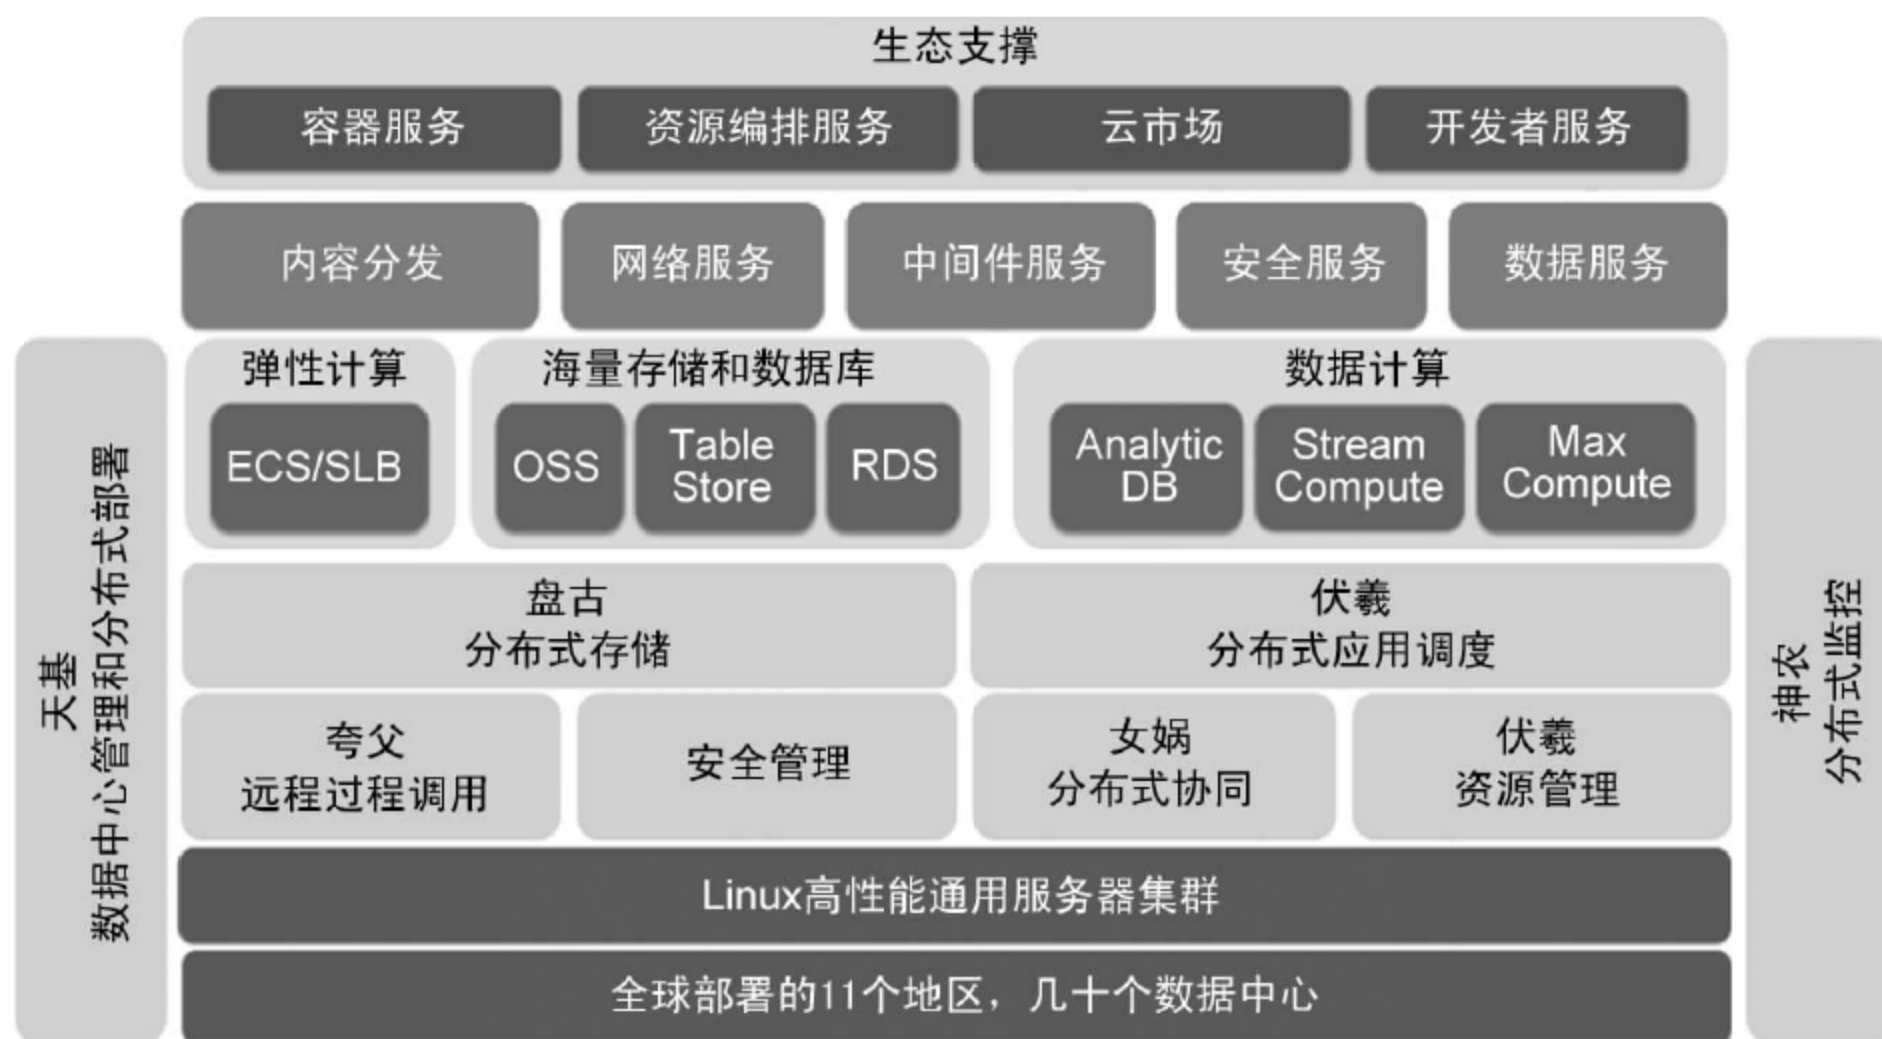 生态支撑
容器服务
资源编排服务
云市场
开发者服务
内容分发
网络服务
中间件服务
安全服务
数据服务
天基
数据中心管理和分布式部署
弹性计算
ECS/SLB
海量存储和数据库
OSS
Table
Store
RDS
数据计算
Analytic
DB
Stream
Compute
Max
Compute
盘古
分布式存储
伏羲
分布式应用调度
夸父
远程过程调用
安全管理
女娲
分布式协同
伏羲
资源管理
神农
分布式监控
Linux高性能通用服务器集群
全球部署的11个地区，几十个数据中心